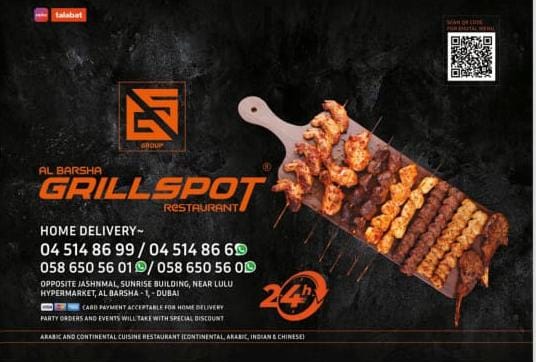 talabat
SCAN QR CODE
FOR DIGITAL MENU
GS
GROUP
AL BARSHA
GRILLSPOT®
RESTAURANT
HOME DELIVERY~
04 514 86 99 / 04 514 86 6
058 650 56 01 / 058 650 56 0
OPPOSITE JASHNMAL, SUNRISE BUILDING, NEAR LULU
HYPERMARKET, AL BARSHA - 1, - DUBAI
24h
VISA CARD PAYMENT ACCEPTABLE FOR HOME DELIVERY
PARTY ORDERS AND EVENTS WILL TAKE WITH SPECIAL DISCOUNT
ARABIC AND CONTINENTAL CUISINE RESTAURANT (CONTINENTAL, ARABIC, INDIAN & CHINESE)